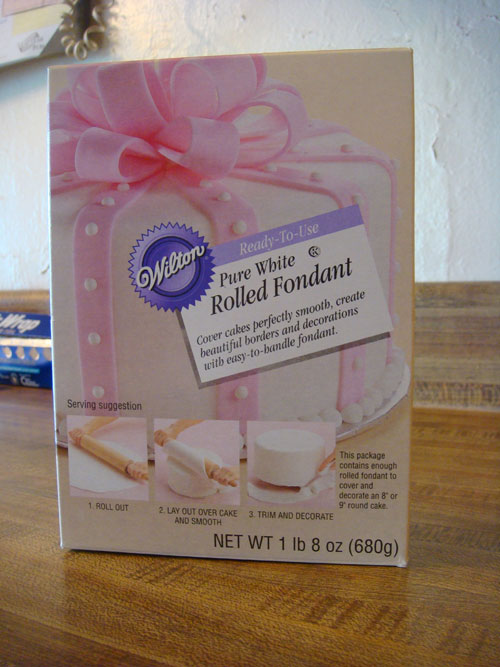 Wilton
Ready-To-Use
Pure White
Rolled Fondant
Cover cakes perfectly smooth, create
beautiful borders and decorations
with easy-to-handle fondant.
Wrap
Serving suggestion
1. ROLL OUT
2. LAY OUT OVER CAKE
AND SMOOTH
3. TRIM AND DECORATE
This package
contains enough
rolled fondant to
cover and
decorate an 8" or
9" round cake.
NET WT 1 lb 8 oz (680g)